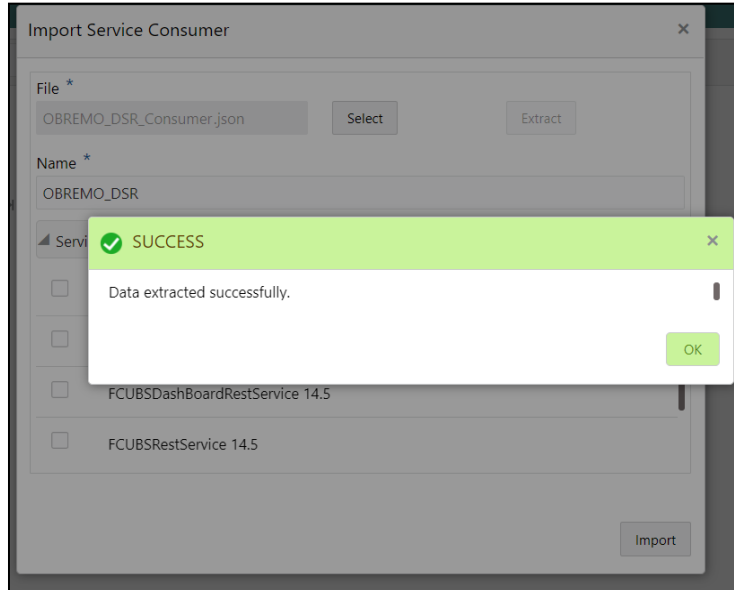 Import Service Consumer
File *
OBREMO_DSR_Consumer.json Select Extract
Name *
OBREMO_DSR
Servi
SUCCESS
Data extracted successfully.
OK
FCUBSDashBoardRestService 14.5
FCUBSRestService 14.5
Import